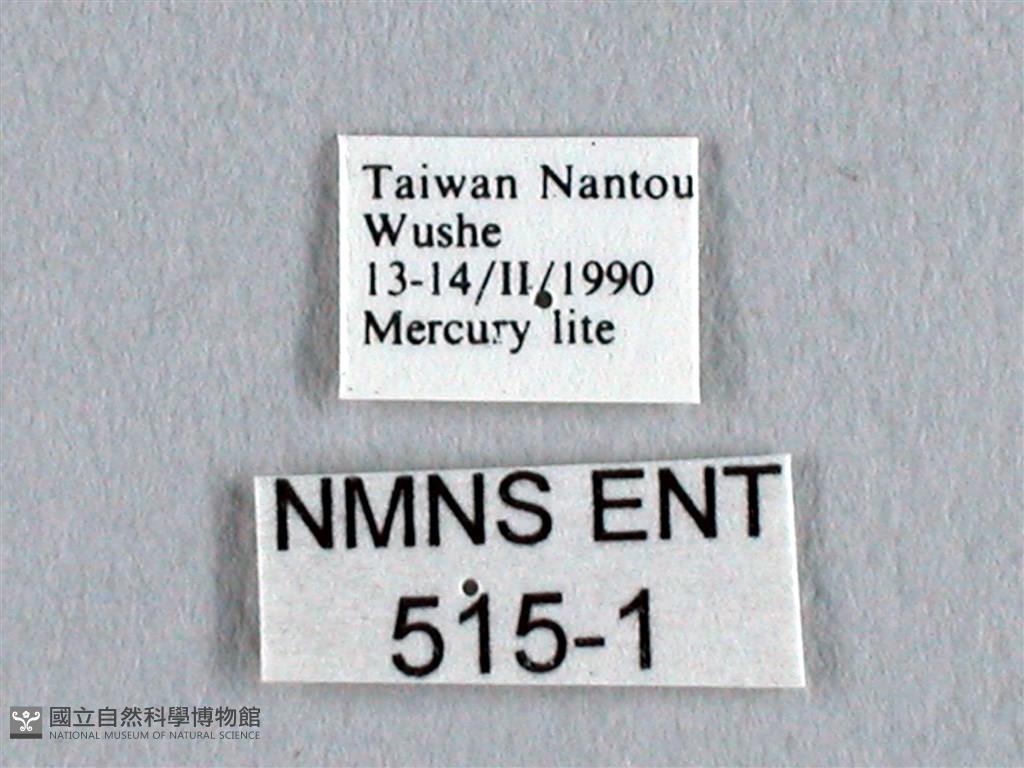 Taiwan Nantou
Wushe
13-14/II/1990
Mercury lite
NMNS ENT
515-1
國立自然科學博物館
NATIONAL MUSEUM OF NATURAL SCIENCE